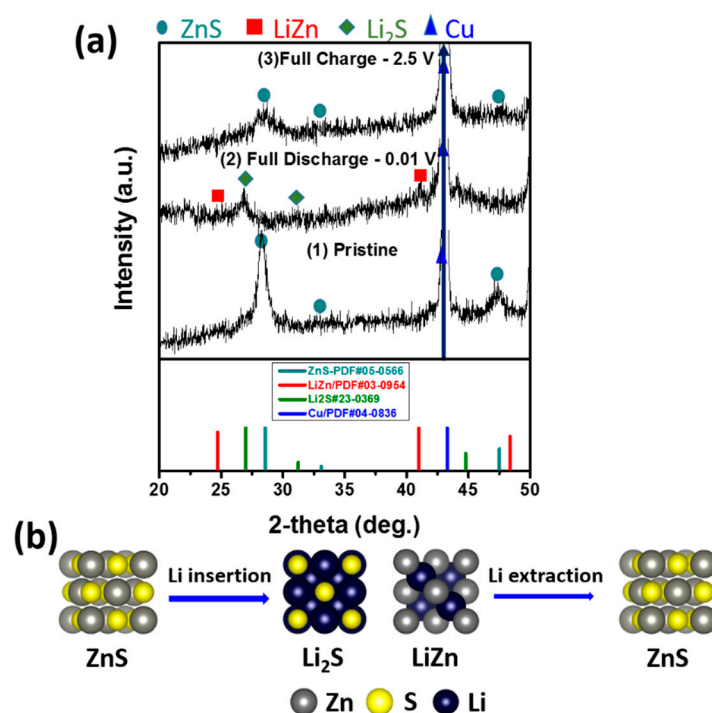 (a)
ZnS LiZn Li₂S Cu
(3)Full Charge - 2.5 V
(2) Full Discharge - 0.01 V
(1) Pristine
Intensity (a.u.)
ZnS-PDF#05-0566
LiZn/PDF#03-0954
Li2S#23-0369
Cu/PDF#04-0836
20 25 30 35 40 45 50
2-theta (deg.)
(b)
Li insertion Li extraction
ZnS Li₂S LiZn ZnS
Zn S Li